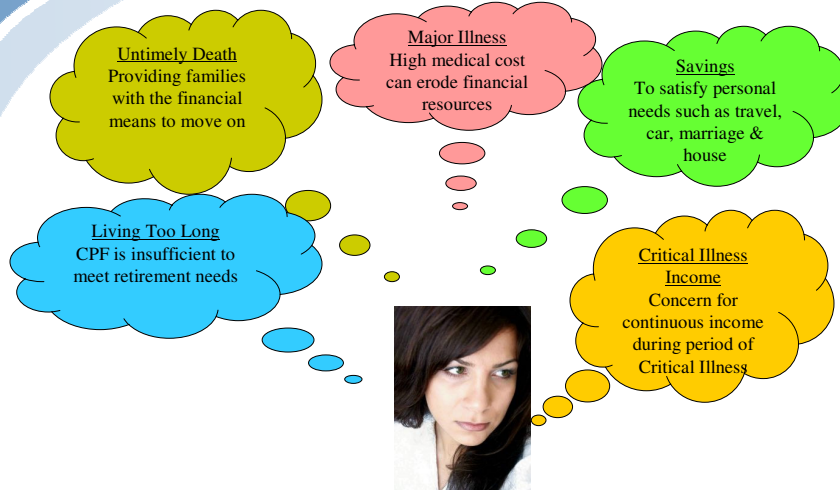 Untimely Death
Providing families
with the financial
means to move on
Major Illness
High medical cost
can erode financial
resources
Savings
To satisfy personal
needs such as travel,
car, marriage &
house
Living Too Long
CPF is insufficient to
meet retirement needs
Critical Illness
Income
Concern for
continuous income
during period of
Critical Illness